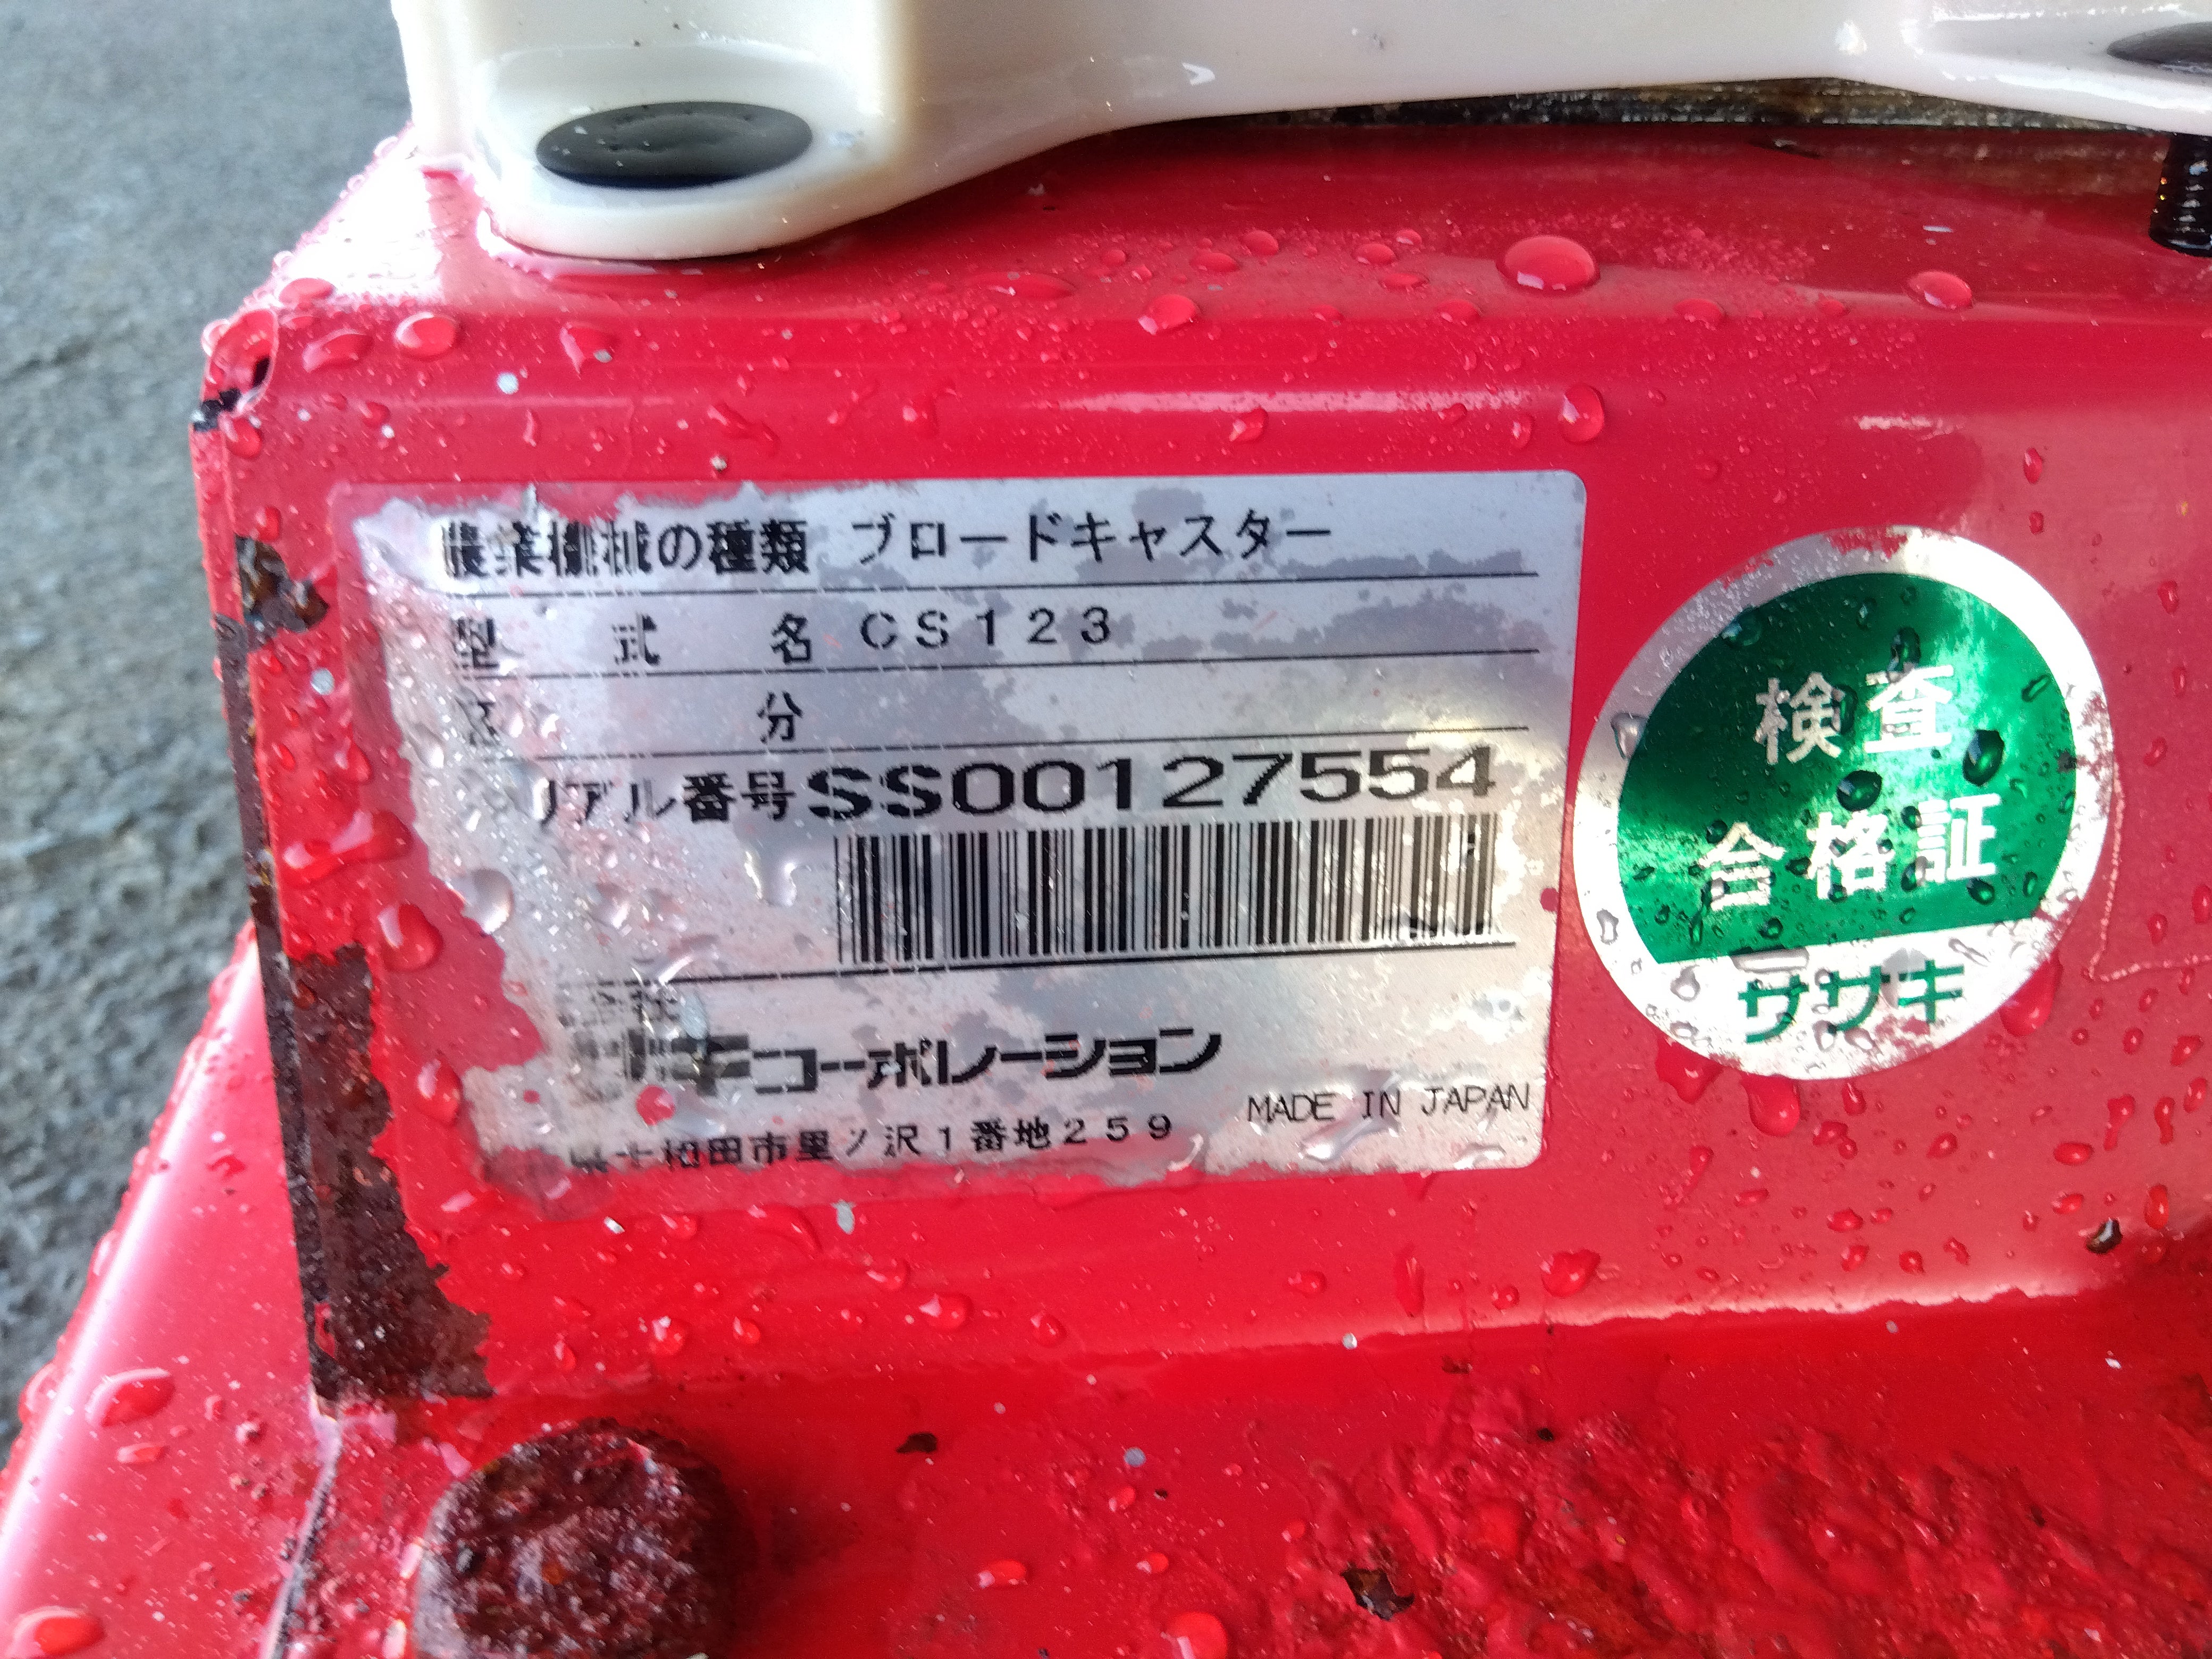 農業機械の種類 ブロードキャスター
型式名 CS123
区分
リアル番号 SS00127554
キコーポレーション
十和田市里ノ沢1番地259
MADE IN JAPAN
検査
合格証
ササキ